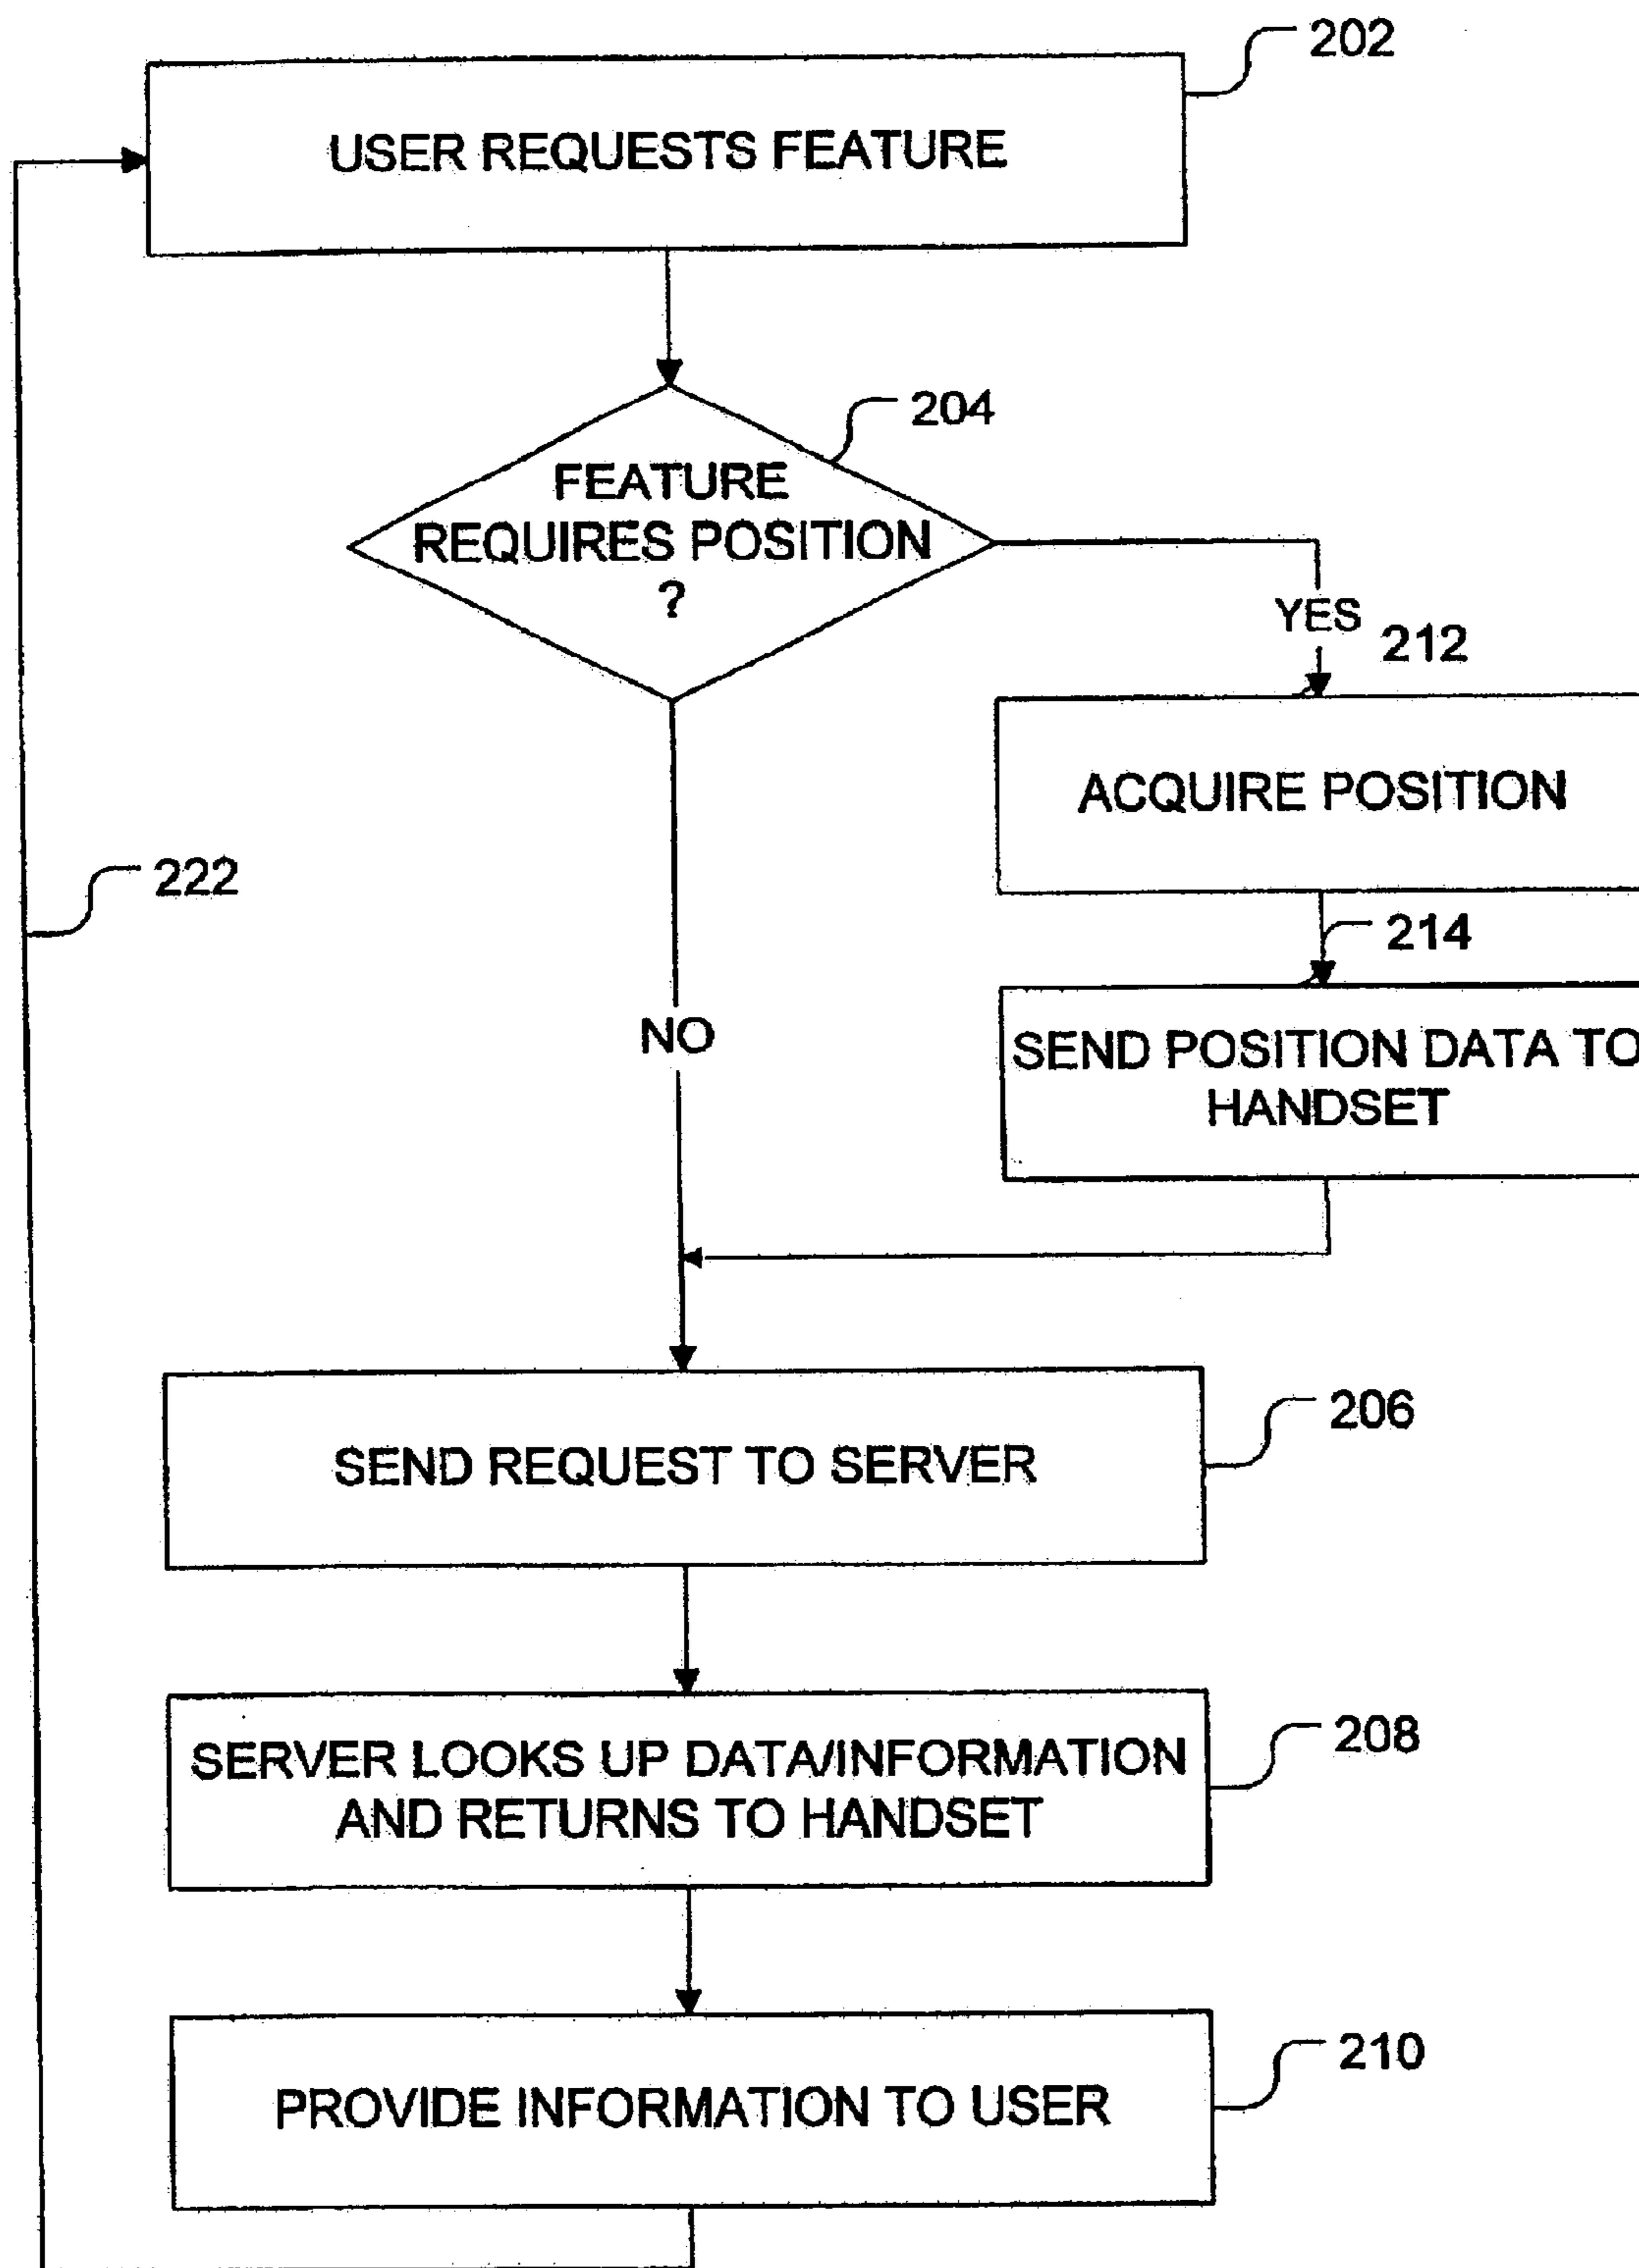 202
USER REQUESTS FEATURE
204
FEATURE
REQUIRES POSITION
?
YES
212
ACQUIRE POSITION
222
214
NO
SEND POSITION DATA TO
HANDSET
206
SEND REQUEST TO SERVER
208
SERVER LOOKS UP DATA/INFORMATION
AND RETURNS TO HANDSET
210
PROVIDE INFORMATION TO USER